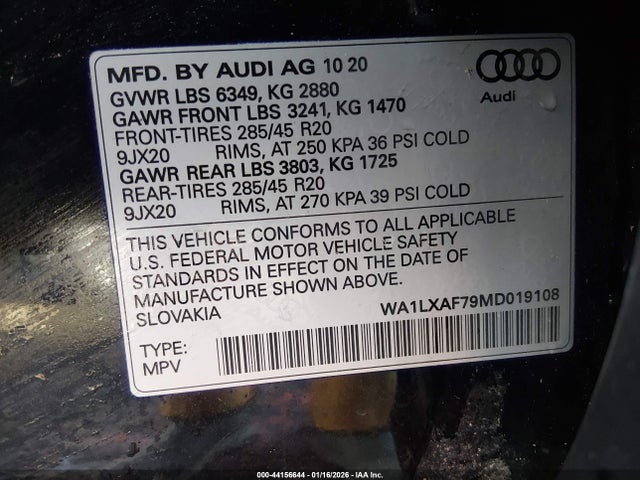 MFD. BY AUDI AG 10 20
GVWR LBS 6349, KG 2880
GAWR FRONT LBS 3241, KG 1470
FRONT-TIRES 285/45 R20
9JX20 RIMS, AT 250 KPA 36 PSI COLD
GAWR REAR LBS 3803, KG 1725
REAR-TIRES 285/45 R20
9JX20 RIMS, AT 270 KPA 39 PSI COLD
Audi
THIS VEHICLE CONFORMS TO ALL APPLICABLE
U.S. FEDERAL MOTOR VEHICLE SAFETY
STANDARDS IN EFFECT ON THE DATE OF
MANUFACTURE SHOWN ABOVE.
SLOVAKIA WA1LXAF79MD019108
TYPE:
MPV
000-44156644 - 01/16/2026 - IAA Inc.